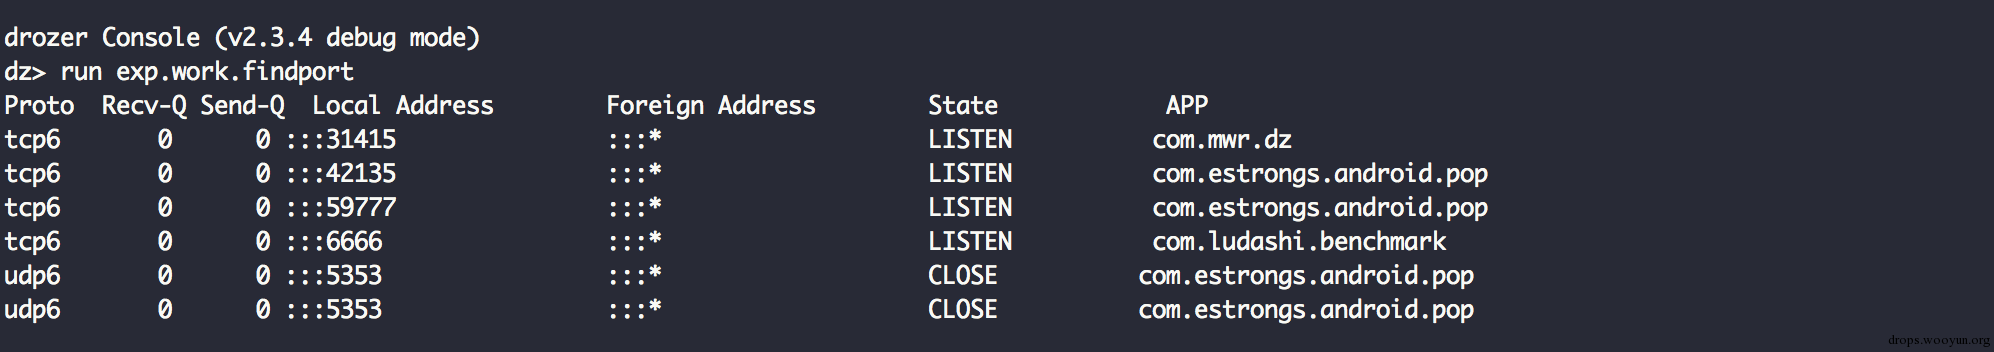 drozer Console (v2.3.4 debug mode)
dz> run exp.work.findport
Proto  Recv-Q Send-Q  Local Address        Foreign Address        State            APP
tcp6       0      0 :::31415               :::*                   LISTEN          com.mwr.dz
tcp6       0      0 :::42135               :::*                   LISTEN          com.estrongs.android.pop
tcp6       0      0 :::59777               :::*                   LISTEN          com.estrongs.android.pop
tcp6       0      0 :::6666                :::*                   LISTEN          com.ludashi.benchmark
udp6       0      0 :::5353                :::*                   CLOSE          com.estrongs.android.pop
udp6       0      0 :::5353                :::*                   CLOSE          com.estrongs.android.pop
drops.wooyun.org